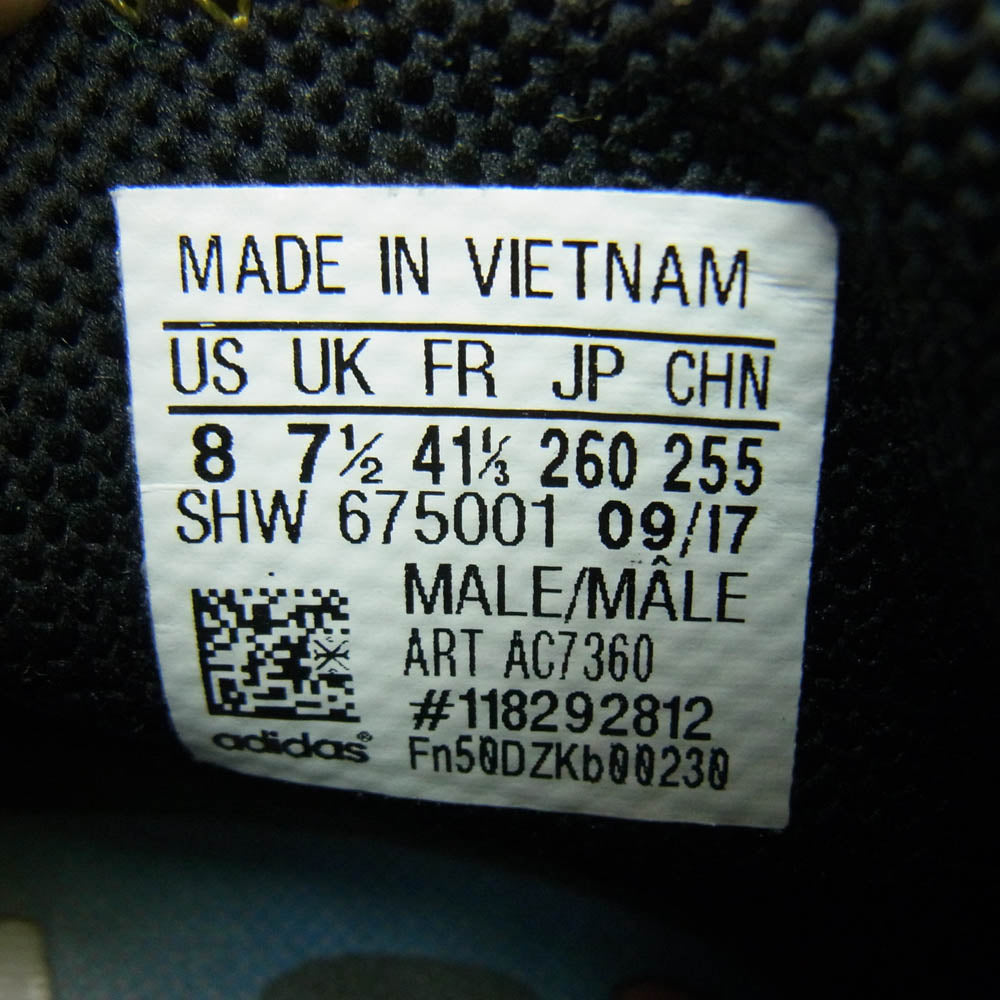 MADE IN VIETNAM
US UK FR JP CHN
8 7½ 41⅓ 260 255
SHW 675001 09/17
MALE/MÂLE
ART AC7360
#118292812
adidas® Fn50DZKb00230